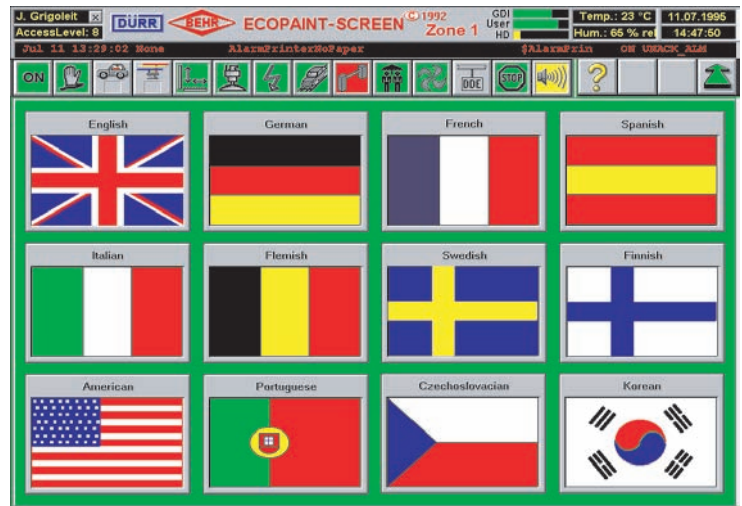 J. Grigoleit
AccessLevel: 8
DÜRR
BEHR
ECOPAINT-SCREEN © 1992
Zone 1
GDI
User
HD
Temp.: 23 °C
Hum.: 65 % rel
11.07.1995
14:47:50
Jul 11 13:29:02 None AlarmPrinterNoPaper $AlarmPrin ON UNACK_ALM
ON
DDE
STOP
?
English German French Spanish
Italian Flemish Swedish Finnish
American Portuguese Czechoslovacian Korean